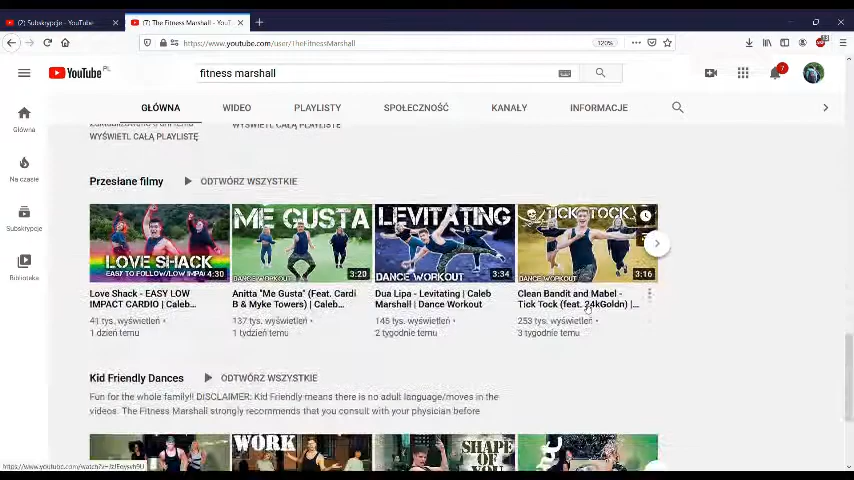 (2) Subskrypcje - YouTube
(7) The Fitness Marshall - YouT
https://www.youtube.com/user/TheFitnessMarshall
120%
YouTube PL
fitness marshall
7
GŁÓWNA
WIDEO
PLAYLISTY
SPOŁECZNOŚĆ
KANAŁY
INFORMACJE
Główna
Na czasie
Subskrypcje
Biblioteka
WYŚWIETL CAŁĄ PLAYLISTĘ
WYŚWIETL CAŁĄ PLAYLISTĘ
Przesłane filmy
ODTWÓRZ WSZYSTKIE
LOVE SHACK
EASY TO FOLLOW/LOW IMPA
4:30
ME GUSTA
DANCE WORKOUT
3:20
LEVITATING
DANCE WORKOUT
3:34
TICK TOCK
DANCE WORKOUT
3:16
Love Shack - EASY LOW
IMPACT CARDIO | Caleb...
41 tys. wyświetleń •
1 dzień temu
Anitta "Me Gusta" (Feat. Cardi
B & Myke Towers) | Caleb...
137 tys. wyświetleń •
1 tydzień temu
Dua Lipa - Levitating | Caleb
Marshall | Dance Workout
145 tys. wyświetleń •
2 tygodnie temu
Clean Bandit and Mabel -
Tick Tock (feat. 24kGoldn) |...
253 tys. wyświetleń •
3 tygodnie temu
Kid Friendly Dances
ODTWÓRZ WSZYSTKIE
Fun for the whole family!! DISCLAIMER: Kid Friendly means there is no adult language/moves in the
videos. The Fitness Marshall strongly recommends that you consult with your physician before
WORK
SHAPE
OF YOU